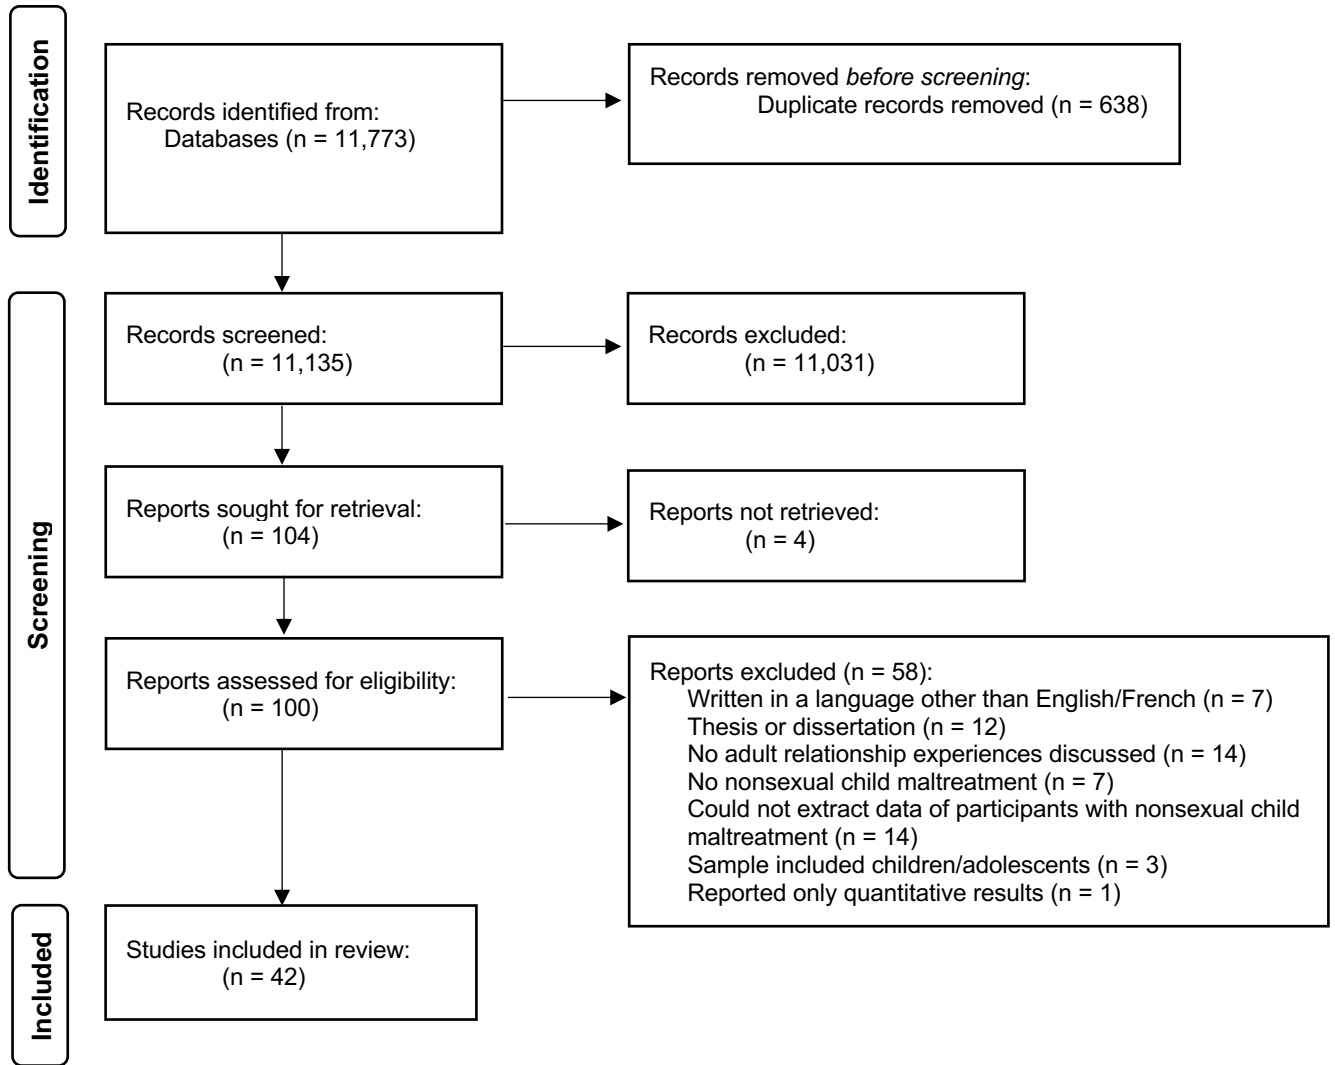 Identification
Records identified from:
Databases (n = 11,773)
Records removed before screening:
Duplicate records removed (n = 638)
Screening
Records screened:
(n = 11,135)
Records excluded:
(n = 11,031)
Reports sought for retrieval:
(n = 104)
Reports not retrieved:
(n = 4)
Reports assessed for eligibility:
(n = 100)
Reports excluded (n = 58):
Written in a language other than English/French (n = 7)
Thesis or dissertation (n = 12)
No adult relationship experiences discussed (n = 14)
No nonsexual child maltreatment (n = 7)
Could not extract data of participants with nonsexual child
maltreatment (n = 14)
Sample included children/adolescents (n = 3)
Reported only quantitative results (n = 1)
Included
Studies included in review:
(n = 42)